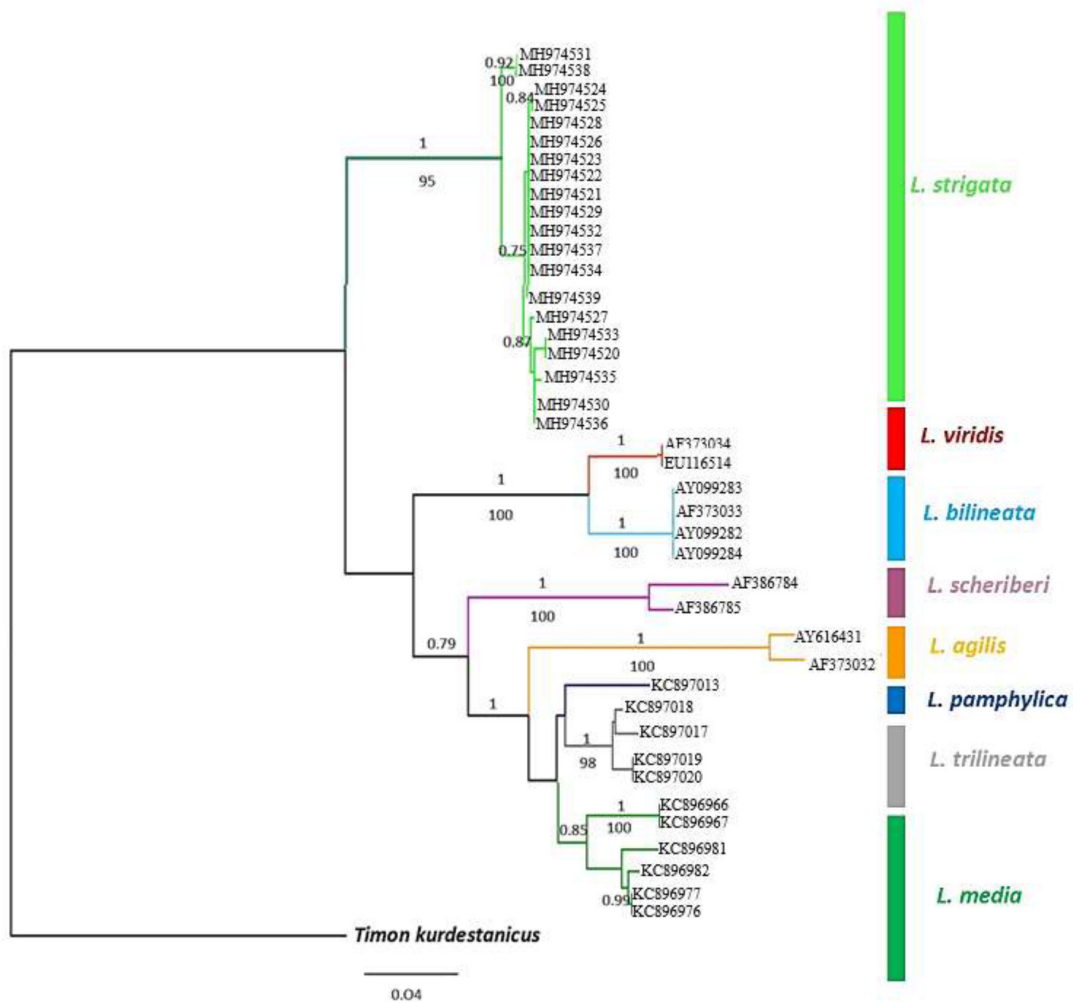 MH974531
0.92
MH974538
100
MH974524
0.84
MH974525
MH974528
1
MH974526
MH974523
95
MH974522
L. strigata
MH974521
MH974529
MH974532
0.75
MH974537
MH974534
MH974539
MH974527
0.87
MH974533
MH974520
MH974535
MH974530
MH974536
1
AF373034
L. viridis
EU116514
100
1
AY099283
100
AF373033
L. bilineata
1
AY099282
100
AY099284
1
AF386784
L. scheriberi
100
AF386785
0.79
1
AY616431
L. agilis
100
AF373032
KC897013
L. pamphylica
1
KC897018
KC897017
1
98
KC897019
L. trilineata
KC897020
1
KC896966
0.85
100
KC896967
KC896981
KC896982
0.99
KC896977
L. media
KC896976
Timon kurdestanicus
0.04